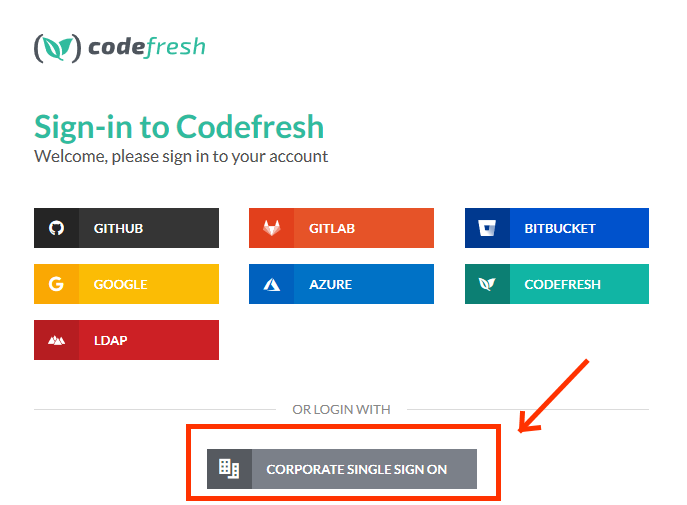 codefresh
Sign-in to Codefresh
Welcome, please sign in to your account
GITHUB
GITLAB
BITBUCKET
GOOGLE
AZURE
CODEFRESH
LDAP
OR LOGIN WITH
CORPORATE SINGLE SIGN ON